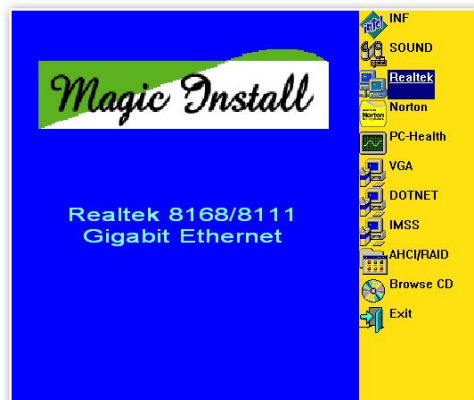 Magic Install
Realtek 8168/8111
Gigabit Ethernet
INF
SOUND
Realtek
Norton
PC-Health
VGA
DOTNET
IMSS
AHCI/RAID
Browse CD
Exit